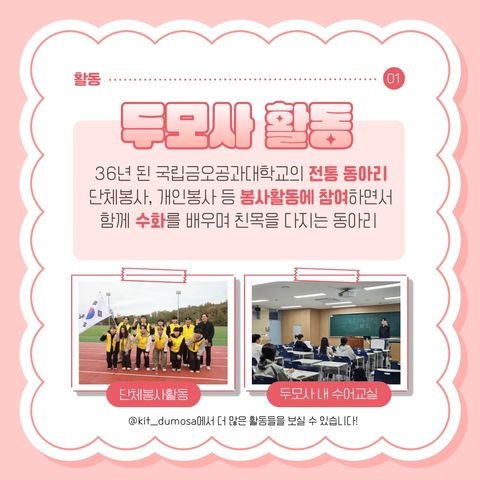 활동
01
두모사 활동
36년 된 국립금오공과대학교의 전통 동아리
단체봉사, 개인봉사 등 봉사활동에 참여하면서
함께 수화를 배우며 친목을 다지는 동아리
단체봉사활동
두모사 내 수어교실
@kit_dumosa에서 더 많은 활동들을 보실 수 있습니다!